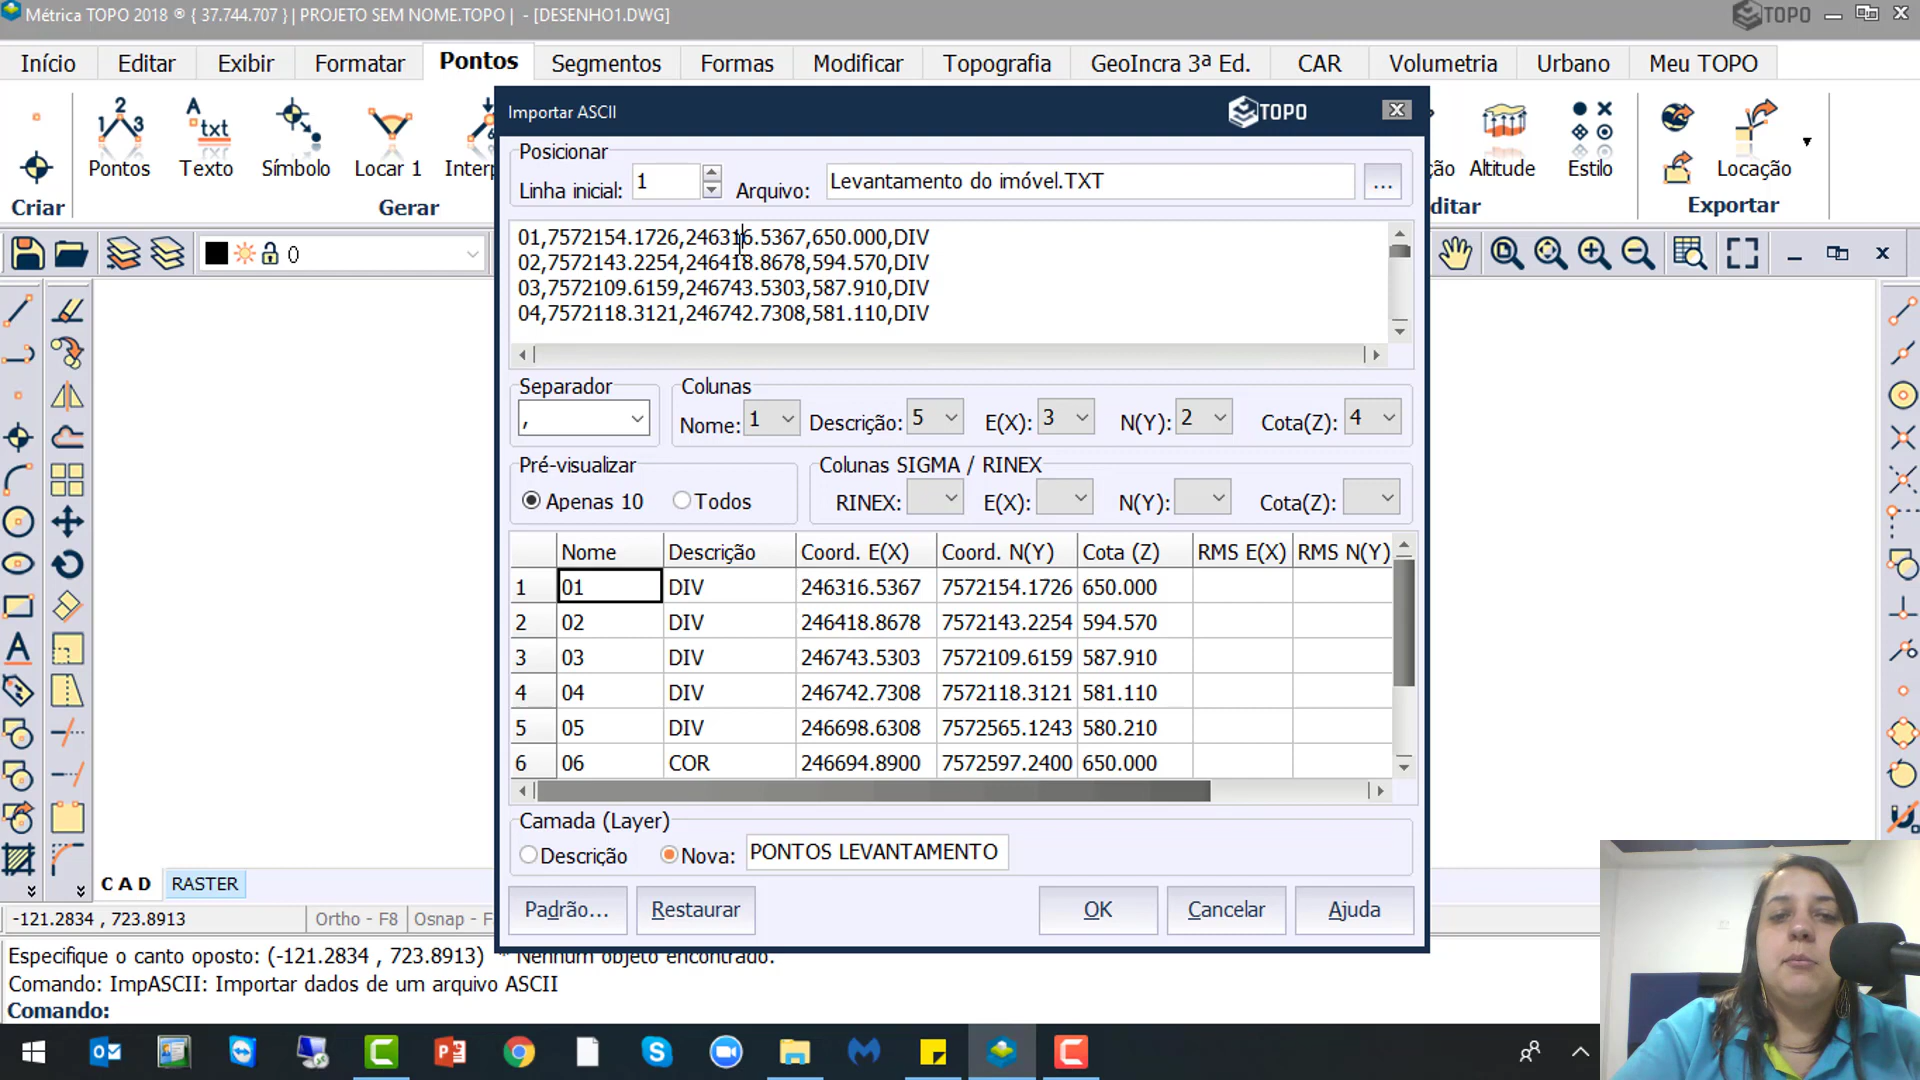 Métrica TOPO 2018 ® { 37.744.707 } | PROJETO SEM NOME.TOPO | - [DESENHO1.DWG]
TOPO
Início Editar Exibir Formatar Pontos Segmentos Formas Modificar Topografia GeoIncra 3ª Ed. CAR Volumetria Urbano Meu TOPO
Pontos Texto Símbolo Locar 1 Altitude Estilo Locação
Criar Gerar Exportar
0
Importar ASCII TOPO
Posicionar
Linha inicial: 1 Arquivo: Levantamento do imóvel.TXT ...
01,7572154.1726,246316.5367,650.000,DIV
02,7572143.2254,246418.8678,594.570,DIV
03,7572109.6159,246743.5303,587.910,DIV
04,7572118.3121,246742.7308,581.110,DIV
Separador Colunas
, Nome: 1 Descrição: 5 E(X): 3 N(Y): 2 Cota(Z): 4
Pré-visualizar Colunas SIGMA / RINEX
Apenas 10 Todos RINEX: E(X): N(Y): Cota(Z):
Nome Descrição Coord. E(X) Coord. N(Y) Cota (Z) RMS E(X) RMS N(Y)
1 01 DIV 246316.5367 7572154.1726 650.000
2 02 DIV 246418.8678 7572143.2254 594.570
3 03 DIV 246743.5303 7572109.6159 587.910
4 04 DIV 246742.7308 7572118.3121 581.110
5 05 DIV 246698.6308 7572565.1243 580.210
6 06 COR 246694.8900 7572597.2400 650.000
Camada (Layer)
Descrição Nova: PONTOS LEVANTAMENTO
Padrão... Restaurar OK Cancelar Ajuda
CAD RASTER
-121.2834 , 723.8913 Ortho - F8 Osnap - F
Especifique o canto oposto: (-121.2834 , 723.8913) * Nenhum objeto encontrado.
Comando: ImpASCII: Importar dados de um arquivo ASCII
Comando: